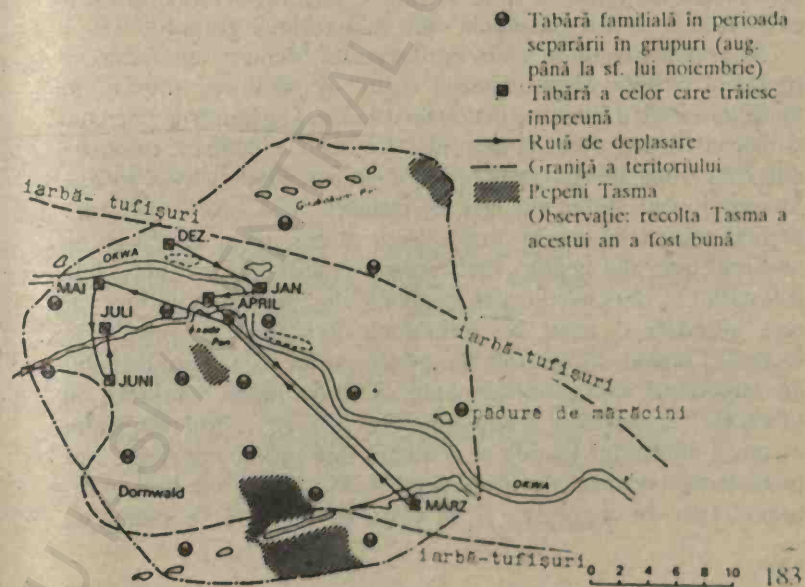 Tabără familială în perioada
separării în grupuri (aug.
până la sf. lui noiembrie)
Tabără a celor care trăiesc
împreună
Rută de deplasare
Graniță a teritoriului
Pepeni Tasma
Observație: recolta Tasma a
acestui an a fost bună
iarbă- tufișuri
DEZ.
OKWA
MAI
JAN.
JULI
APRIL
Pan
iarbă-tufișuri
JUNI
pădure de mărăcini
Dornwald
OKWA
MÄRZ
iarbă-tufișuri
0 2 4 6 8 10
183